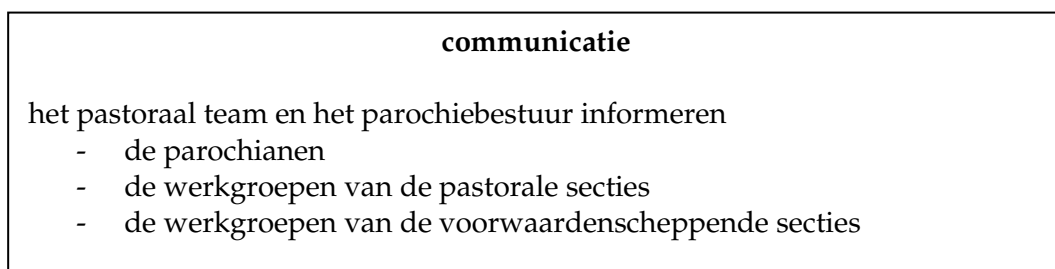 communicatie
het pastoraal team en het parochiebestuur informeren
- de parochianen
- de werkgroepen van de pastorale secties
- de werkgroepen van de voorwaardenscheppende secties